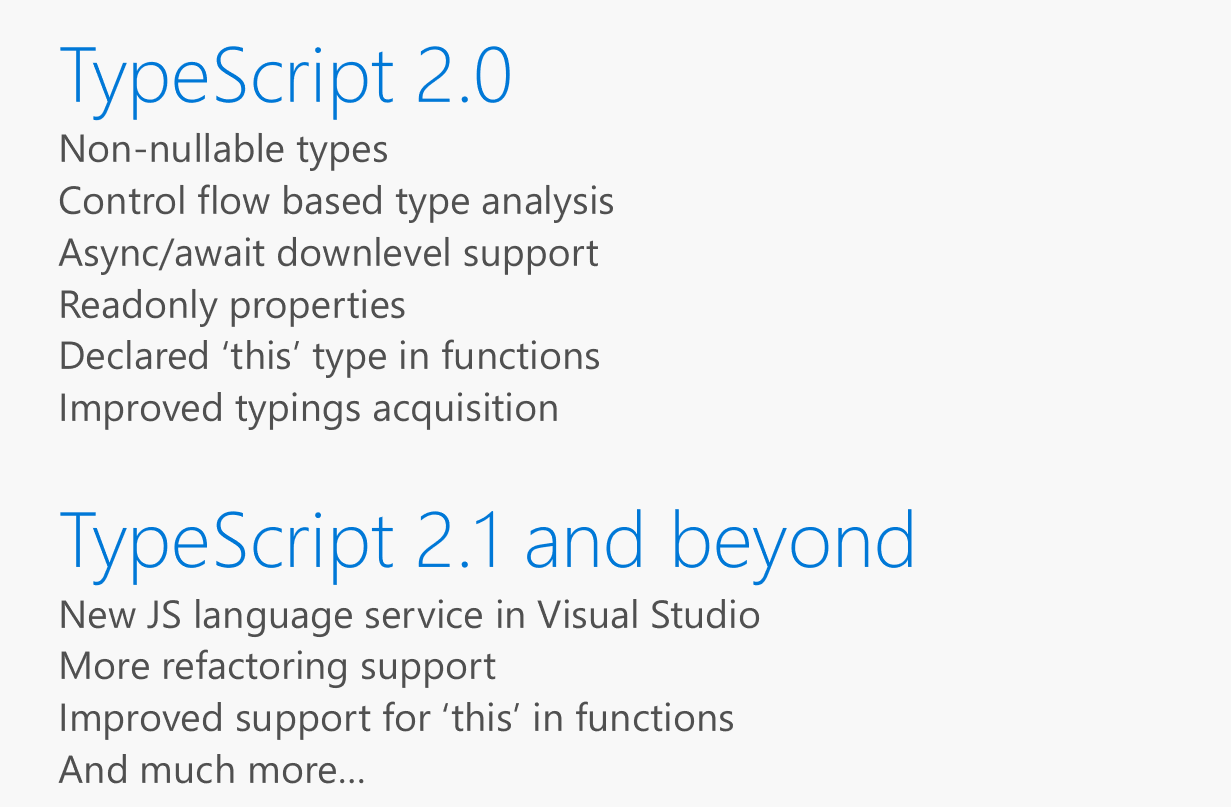 TypeScript 2.0
Non-nullable types
Control flow based type analysis
Async/await downlevel support
Readonly properties
Declared ‘this’ type in functions
Improved typings acquisition
TypeScript 2.1 and beyond
New JS language service in Visual Studio
More refactoring support
Improved support for ‘this’ in functions
And much more…